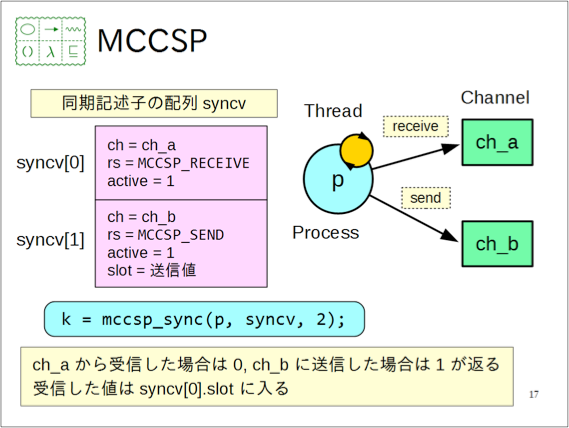 MCCSP
() λ ⊑
同期記述子の配列 syncv
Thread
Channel
syncv[0]
ch = ch_a
rs = MCCSP_RECEIVE
active = 1
syncv[1]
ch = ch_b
rs = MCCSP_SEND
active = 1
slot = 送信値
receive
ch_a
p
send
Process
ch_b
k = mccsp_sync(p, syncv, 2);
ch_a から受信した場合は 0, ch_b に送信した場合は 1 が返る
受信した値は syncv[0].slot に入る
17